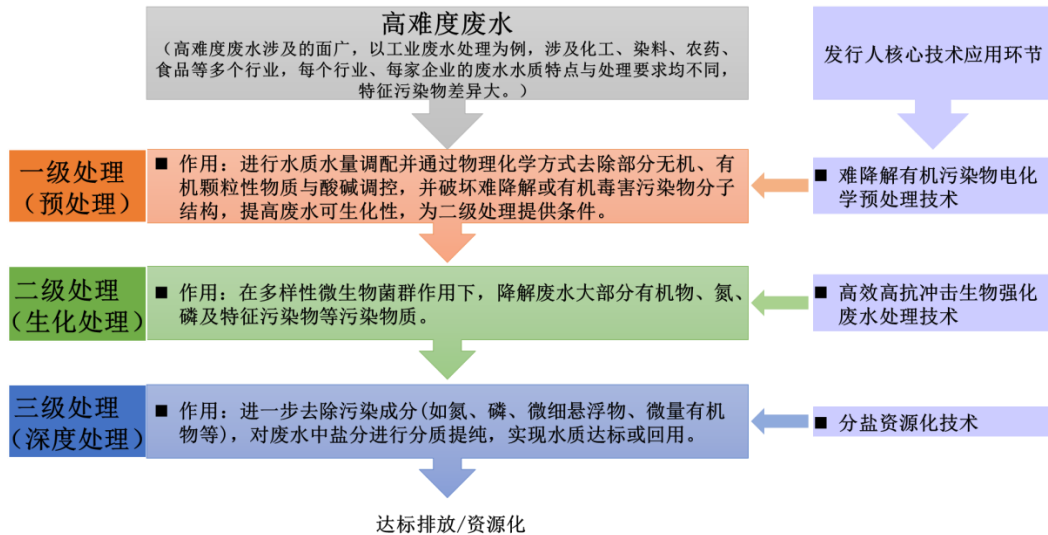 高难度废水
（高难度废水涉及的面广，以工业废水处理为例，涉及化工、染料、农药、
食品等多个行业，每个行业、每家企业的废水水质特点与处理要求均不同，
特征污染物差异大。）
发行人核心技术应用环节
一级处理
（预处理）
■ 作用：进行水质水量调配并通过物理化学方式去除部分无机、有
机颗粒性物质与酸碱调控，并破坏难降解或有机毒害污染物分子
结构，提高废水可生化性，为二级处理提供条件。
■ 难降解有机污染物电化
学预处理技术
二级处理
（生化处理）
■ 作用：在多样性微生物菌群作用下，降解废水大部分有机物、氮、
磷及特征污染物等污染物质。
■ 高效高抗冲击生物强化
废水处理技术
三级处理
（深度处理）
■ 作用：进一步去除污染成分(如氮、磷、微细悬浮物、微量有机
物等)，对废水中盐分进行分质提纯，实现水质达标或回用。
■ 分盐资源化技术
达标排放/资源化